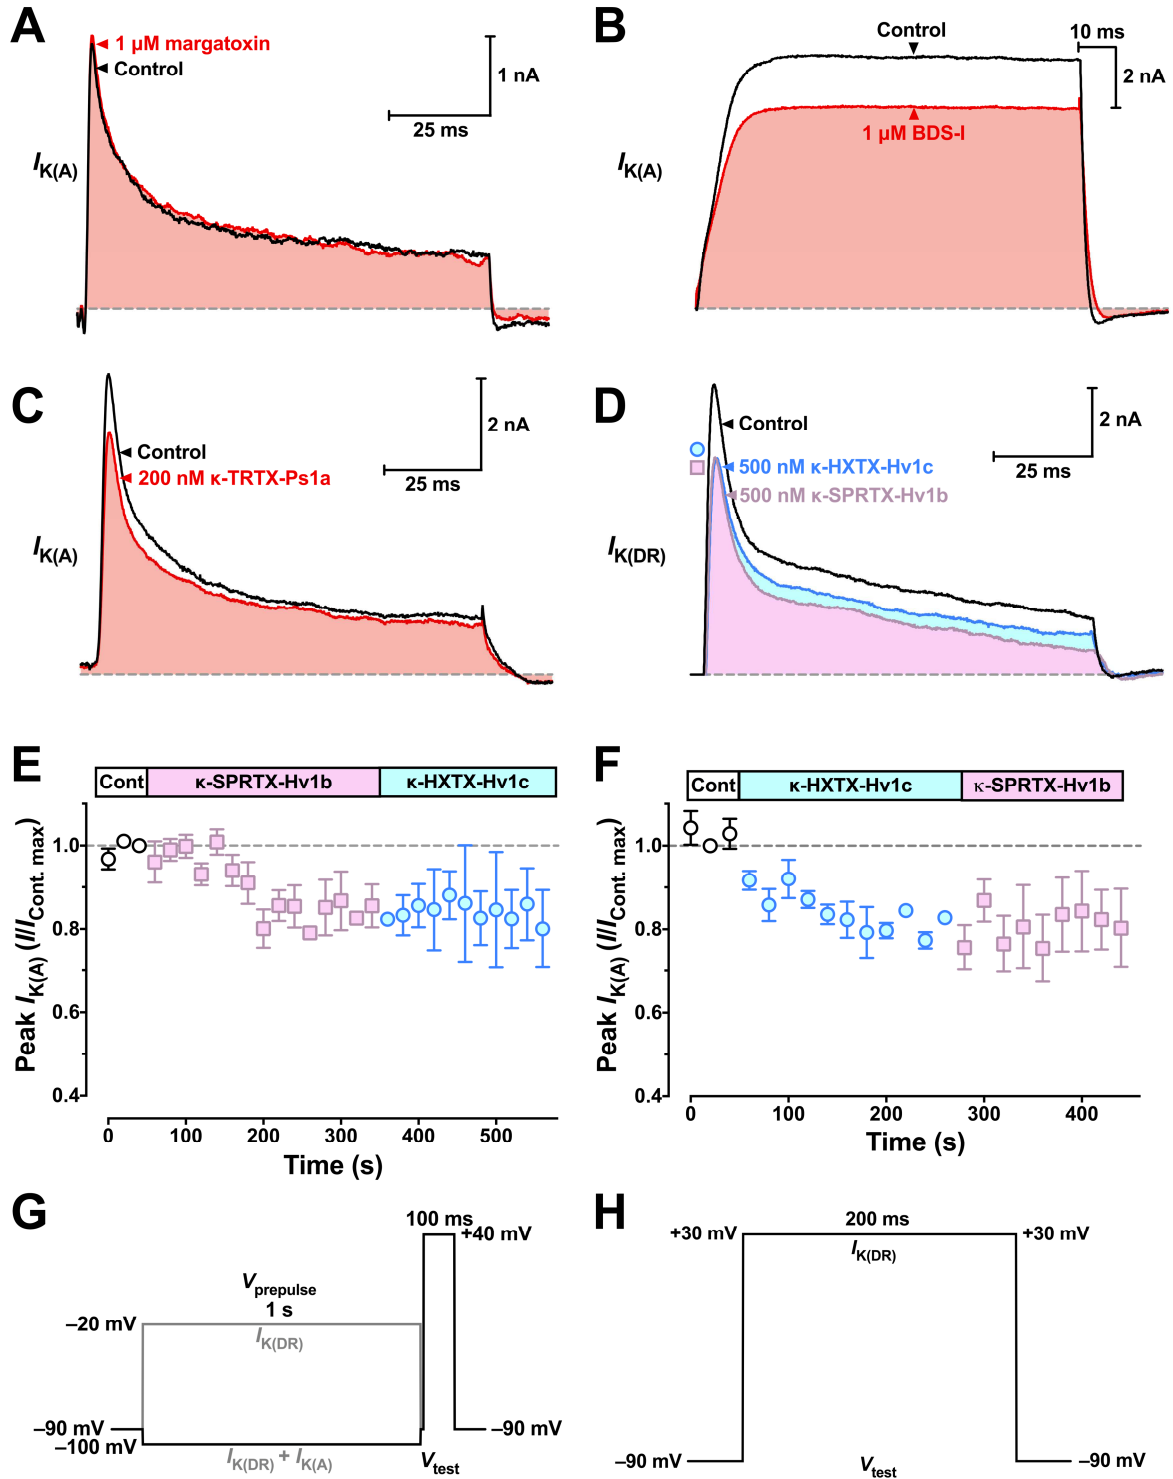 A
1 µM margatoxin
Control
1 nA
25 ms
IK(A)
B
Control
10 ms
2 nA
1 µM BDS-I
IK(A)
C
Control
200 nM κ-TRTX-Ps1a
2 nA
25 ms
IK(A)
D
Control
2 nA
500 nM κ-HXTX-Hv1c
25 ms
500 nM κ-SPRTX-Hv1b
IK(DR)
E
Cont κ-SPRTX-Hv1b κ-HXTX-Hv1c
Peak IK(A) (I/ICont. max)
1.0
0.8
0.6
0.4
0 100 200 300 400 500
Time (s)
F
Cont κ-HXTX-Hv1c κ-SPRTX-Hv1b
Peak IK(A) (I/ICont. max)
1.0
0.8
0.6
0.4
0 100 200 300 400
Time (s)
G
100 ms
+40 mV
Vprepulse
1 s
–20 mV
IK(DR)
–90 mV
–90 mV
–100 mV
IK(DR) + IK(A)
Vtest
H
200 ms
+30 mV
+30 mV
IK(DR)
–90 mV
–90 mV
Vtest